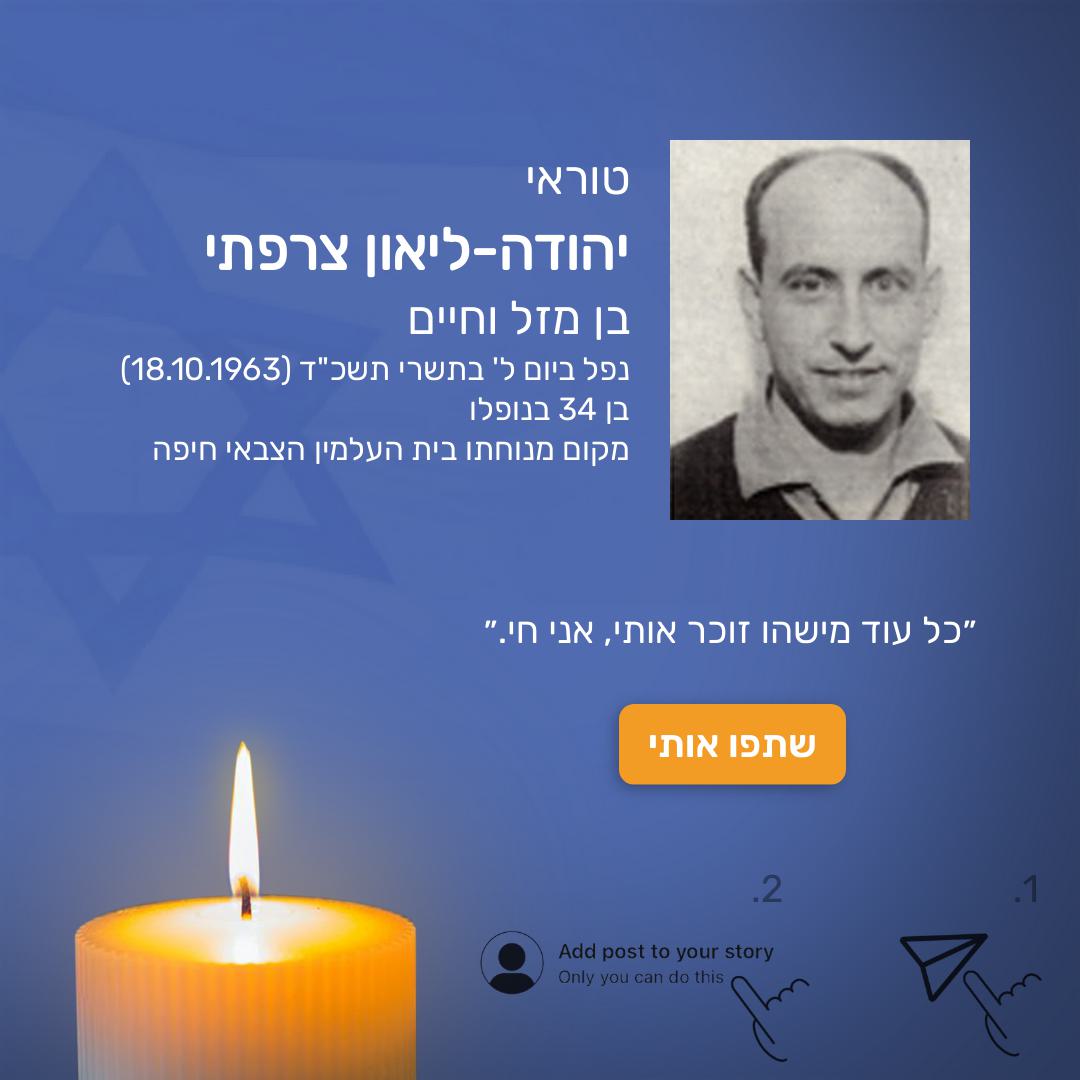 טוראי
יהודה-ליאון צרפתי
בן מזל וחיים
נפל ביום ל' בתשרי תשכ"ד (18.10.1963)
בן 34 בנופלו
מקום מנוחתו בית העלמין הצבאי חיפה
״כל עוד מישהו זוכר אותי, אני חי.״
שתפו אותי
.1
.2
Add post to your story
Only you can do this